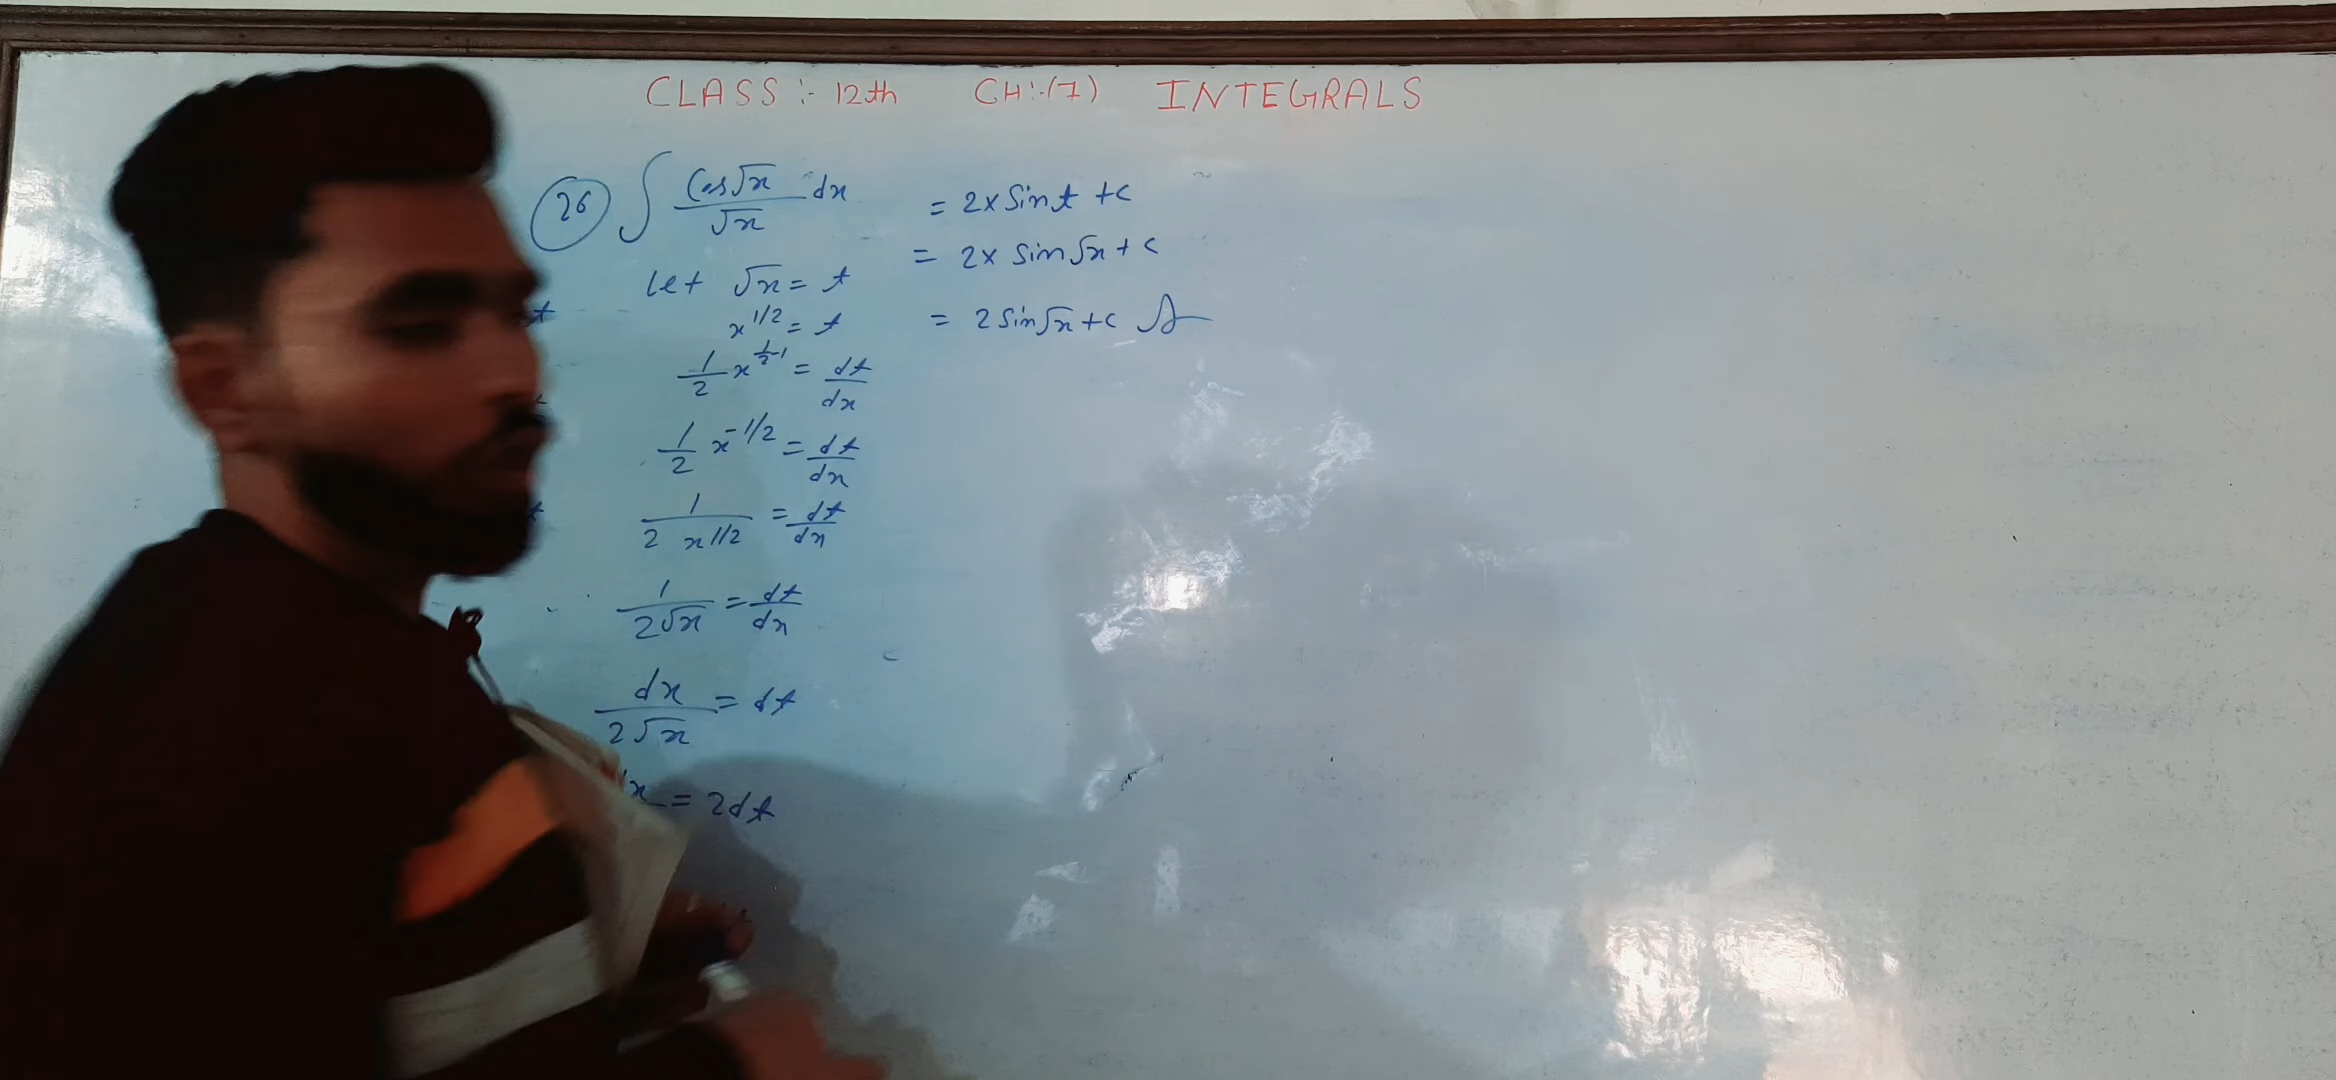 CLASS :- 12th CH:-(7) INTEGRALS
26 ∫ Cos√x/√x dx
let √x = t
x^1/2 = t
1/2 x^(1/2-1) = dt/dx
1/2 x^-1/2 = dt/dx
1/(2 x^1/2) = dt/dx
1/(2√x) = dt/dx
dx/(2√x) = dt
x = 2dt
= 2x Sint +c
= 2x Sin√x + c
= 2 Sin√x + c